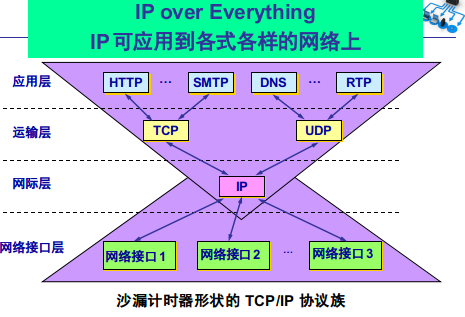 IP over Everything
IP 可应用到各式各样的网络上
应用层 HTTP … SMTP DNS … RTP
运输层 TCP UDP
网际层 IP
网络接口层 网络接口 1 网络接口 2 … 网络接口 3
沙漏计时器形状的 TCP/IP 协议族